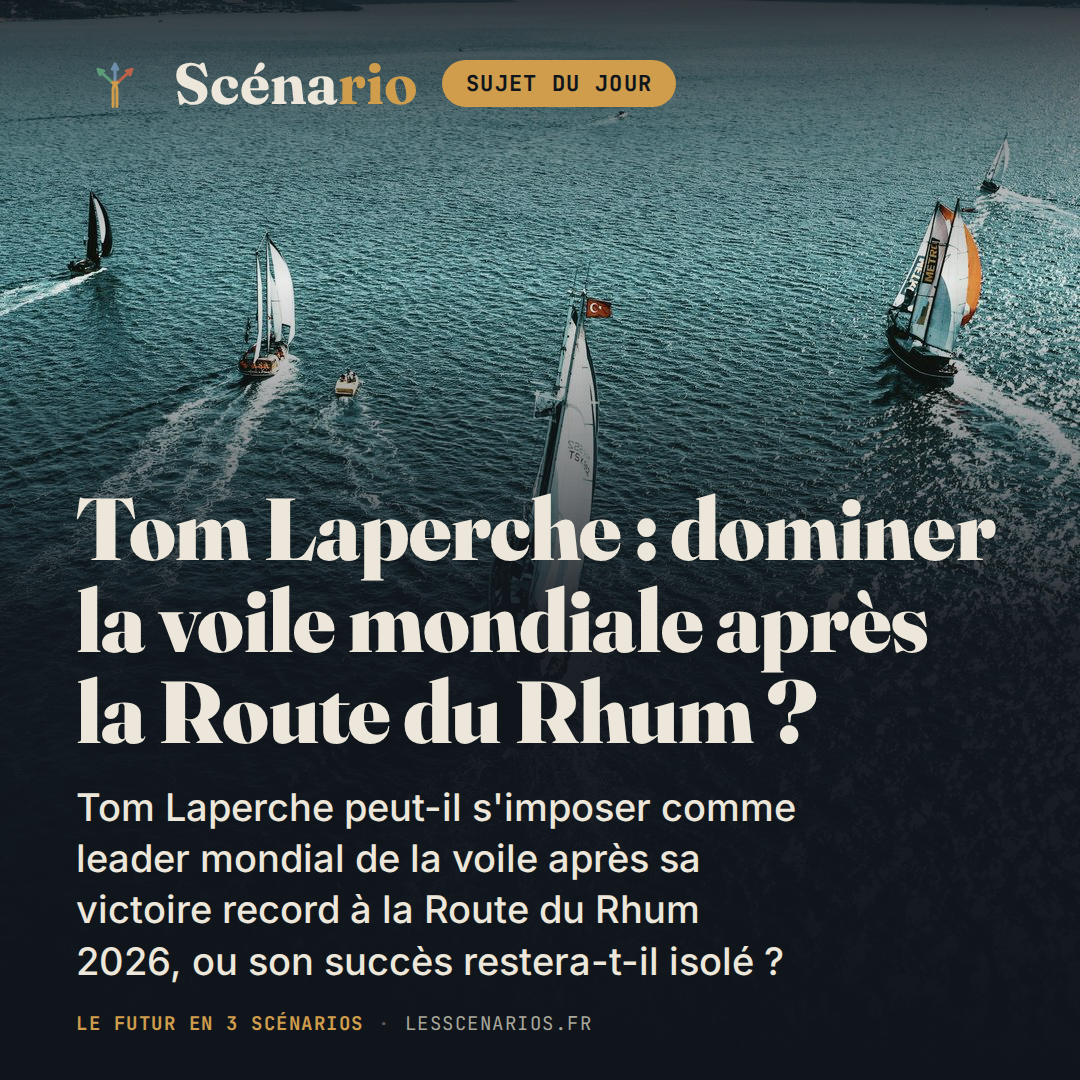 Scénario
SUJET DU JOUR
METRO
Tom Laperche : dominer
la voile mondiale après
la Route du Rhum ?
Tom Laperche peut-il s'imposer comme
leader mondial de la voile après sa
victoire record à la Route du Rhum
2026, ou son succès restera-t-il isolé ?
LE FUTUR EN 3 SCÉNARIOS · LESSCENARIOS.FR